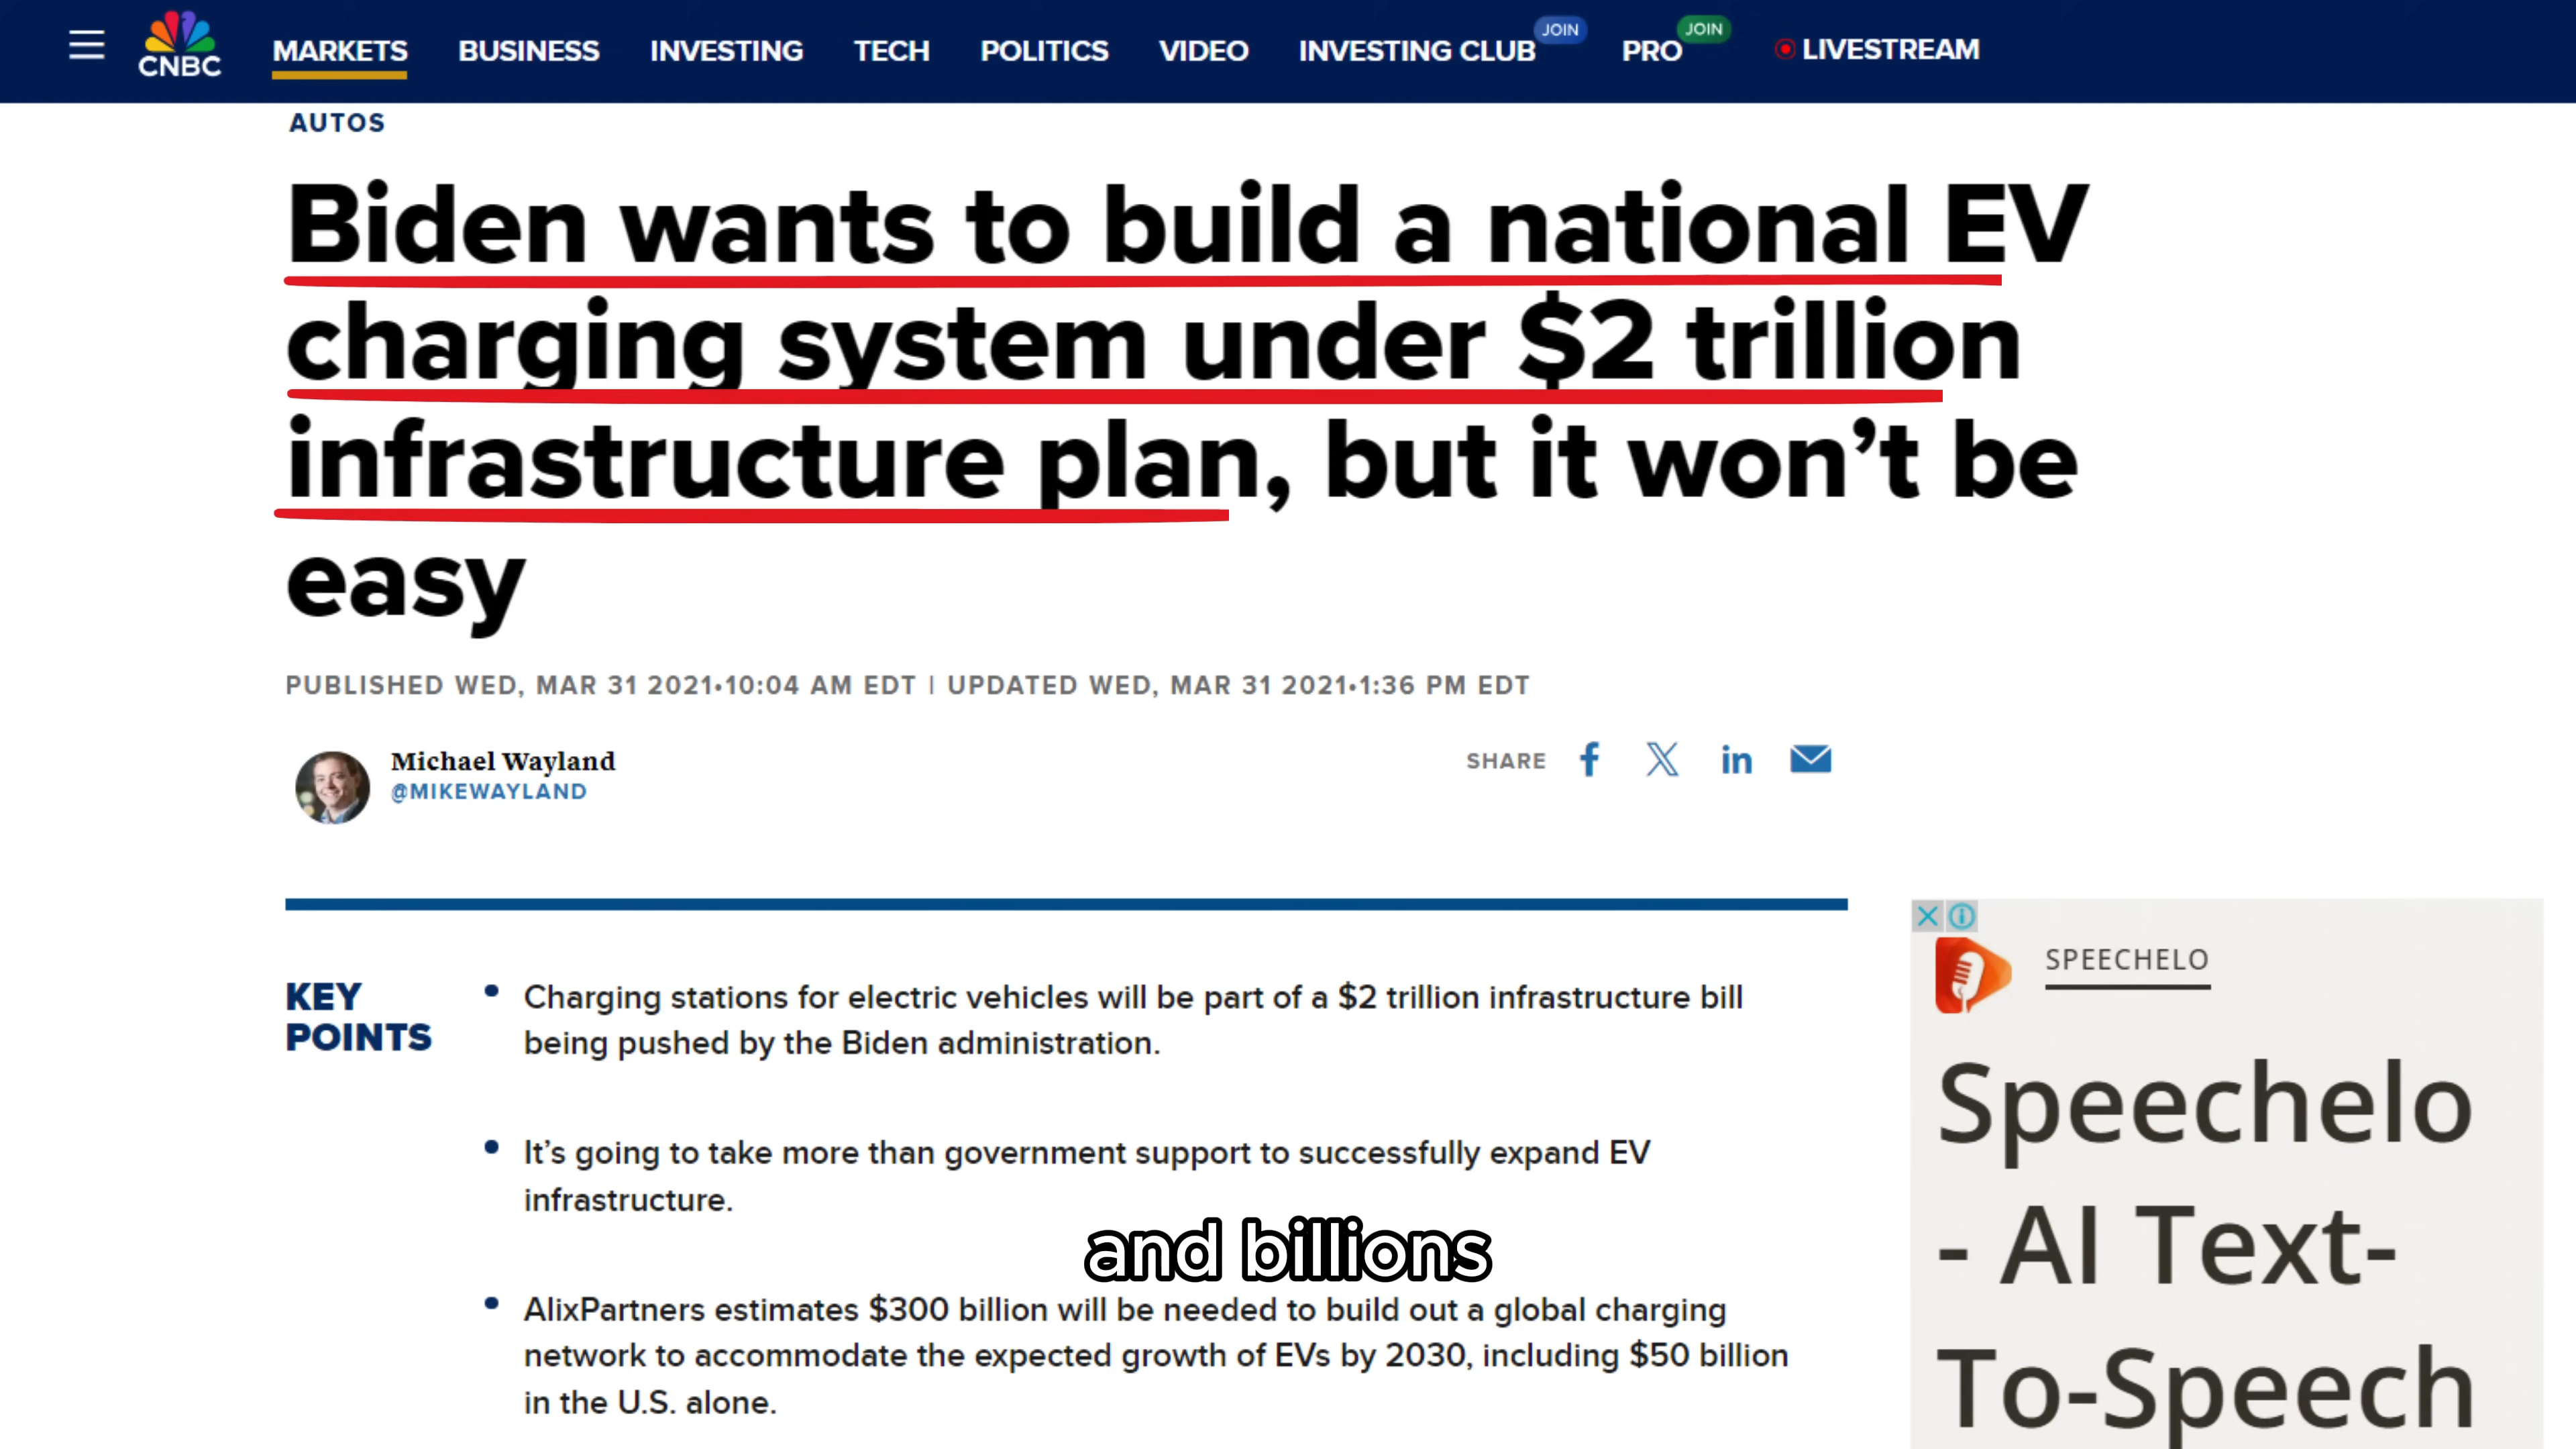 CNBC
MARKETS BUSINESS INVESTING TECH POLITICS VIDEO INVESTING CLUB JOIN PRO JOIN LIVESTREAM
AUTOS
Biden wants to build a national EV
charging system under $2 trillion
infrastructure plan, but it won’t be
easy
PUBLISHED WED, MAR 31 2021•10:04 AM EDT | UPDATED WED, MAR 31 2021•1:36 PM EDT
Michael Wayland
@MIKEWAYLAND
SHARE
KEY
POINTS
Charging stations for electric vehicles will be part of a $2 trillion infrastructure bill
being pushed by the Biden administration.
It’s going to take more than government support to successfully expand EV
infrastructure.
and billions
AlixPartners estimates $300 billion will be needed to build out a global charging
network to accommodate the expected growth of EVs by 2030, including $50 billion
in the U.S. alone.
SPEECHELO
Speechelo
- AI Text-
To-Speech